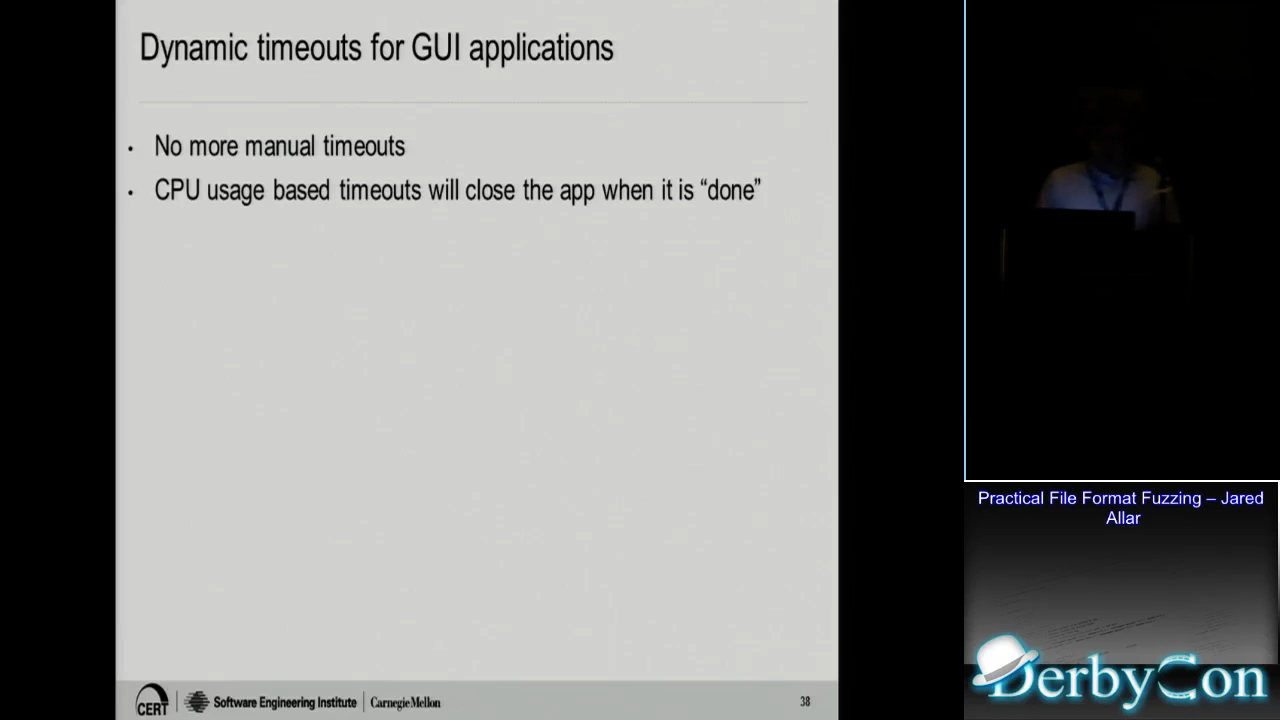 Dynamic timeouts for GUI applications
• No more manual timeouts
• CPU usage based timeouts will close the app when it is “done”
CERT | Software Engineering Institute | Carnegie Mellon
38
Practical File Format Fuzzing – Jared
Allar
DerbyCon